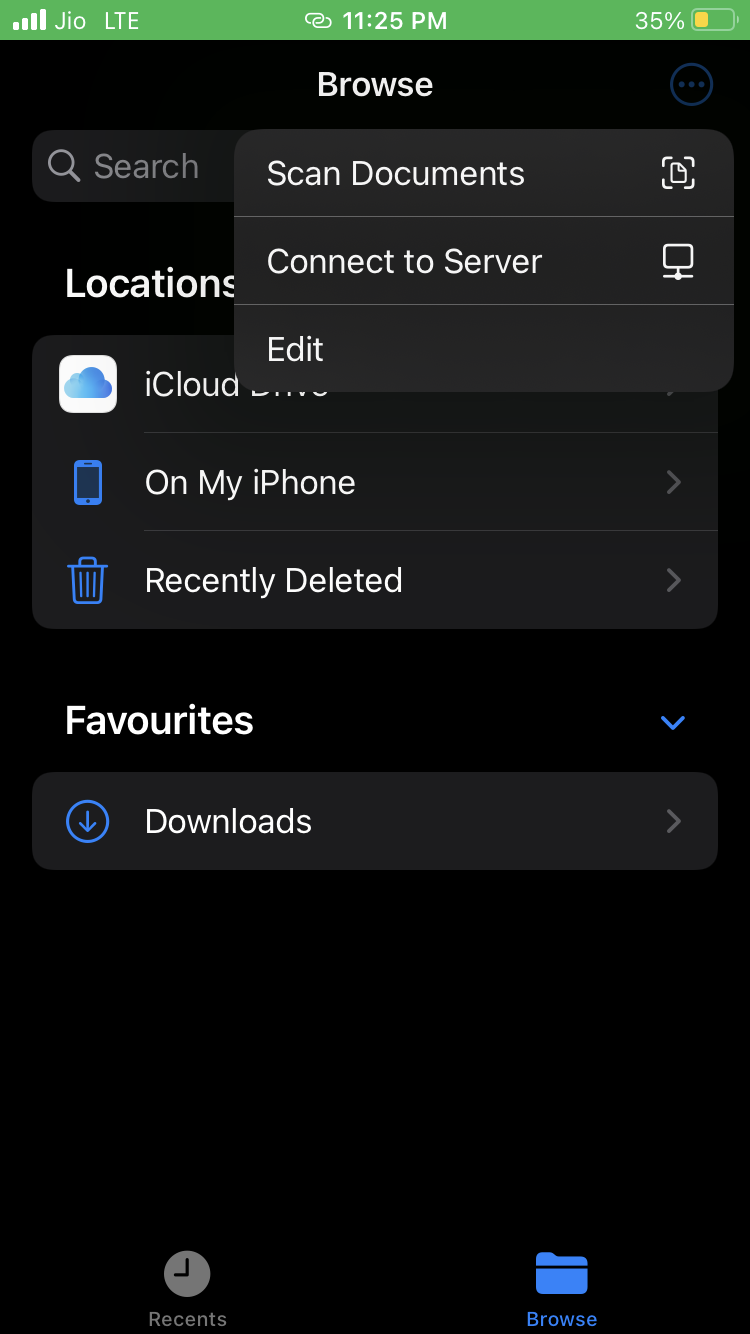 Jio LTE 11:25 PM 35%
Browse
Search
Scan Documents
Connect to Server
Edit
Locations
iCloud Drive
On My iPhone
Recently Deleted
Favourites
Downloads
Recents Browse